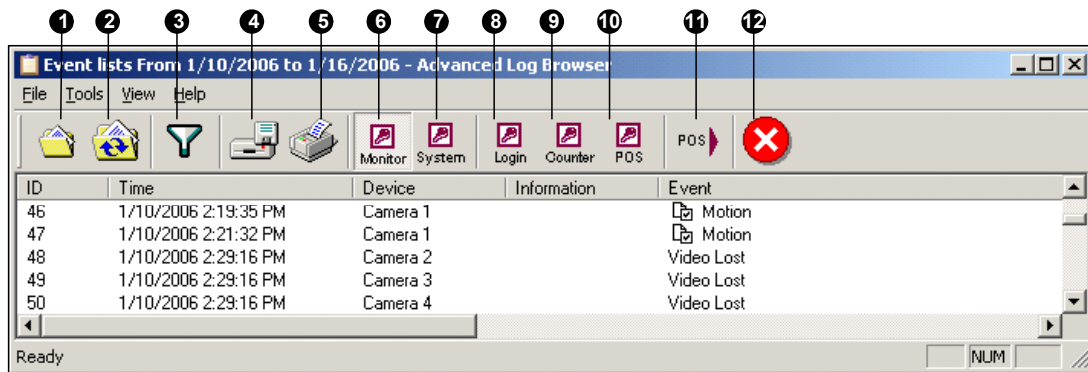 1 2 3 4 5 6 7 8 9 10 11 12
Event lists From 1/10/2006 to 1/16/2006 - Advanced Log Browser
File Tools View Help
Monitor System Login Counter POS POS
ID Time Device Information Event
46 1/10/2006 2:19:35 PM Camera 1 Motion
47 1/10/2006 2:21:32 PM Camera 1 Motion
48 1/10/2006 2:29:16 PM Camera 2 Video Lost
49 1/10/2006 2:29:16 PM Camera 3 Video Lost
50 1/10/2006 2:29:16 PM Camera 4 Video Lost
Ready NUM